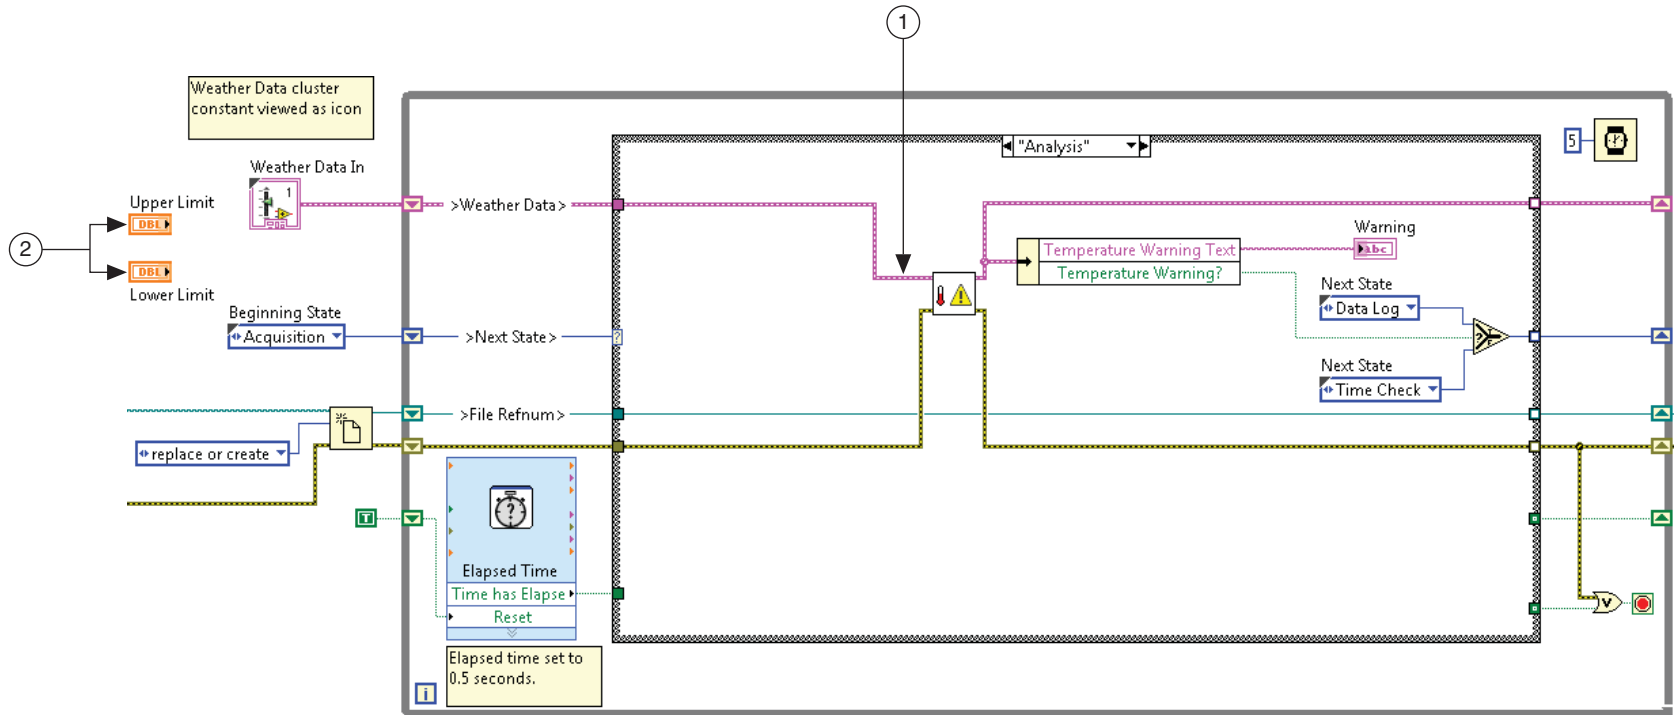 1
Weather Data cluster
constant viewed as icon
"Analysis"
5
Weather Data In
1
Upper Limit
DBL
>Weather Data>
2
Warning
abc
Temperature Warning Text
Temperature Warning?
DBL
Lower Limit
Next State
Data Log
Beginning State
Acquisition
>Next State>
?
?
F
Next State
Time Check
>File Refnum>
replace or create
T
?
Elapsed Time
Time has Elapse
Reset
V
Elapsed time set to
0.5 seconds.
i